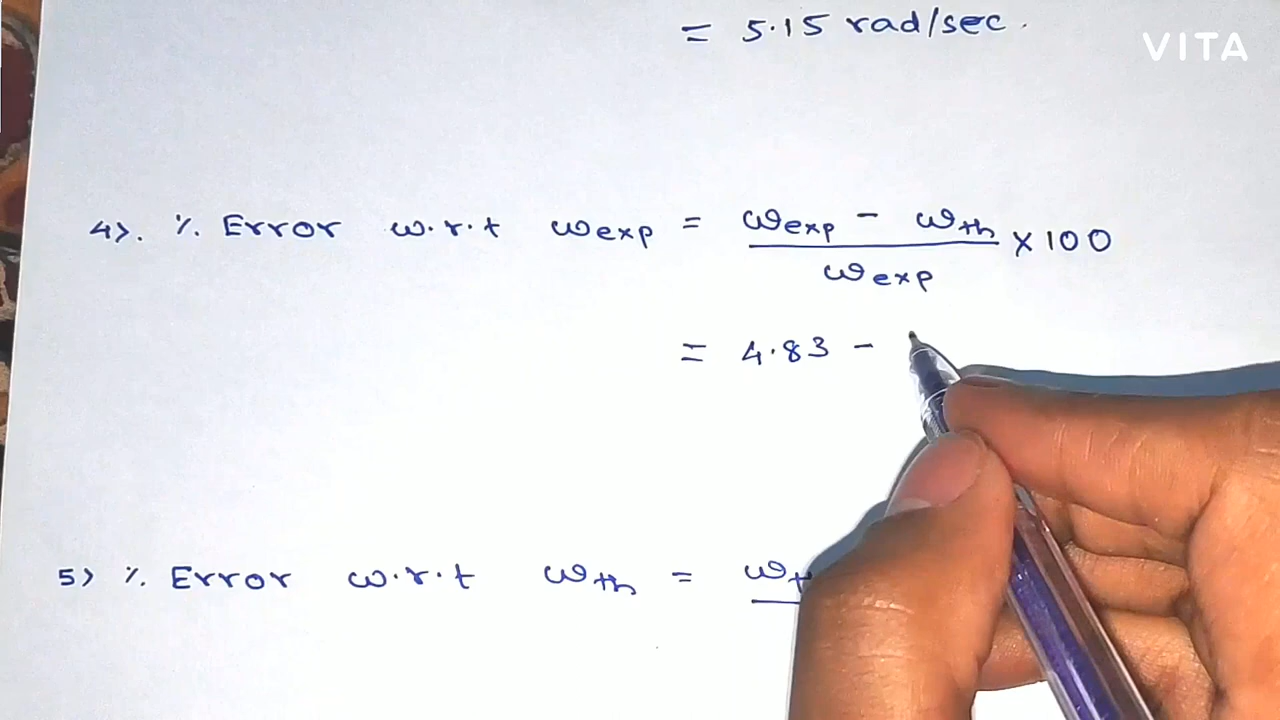 = 5.15 rad/sec.
VITA
4). % Error w.r.t ωexp = ωexp - ωth × 100
ωexp
= 4.83 -
5) % Error w.r.t ωth =